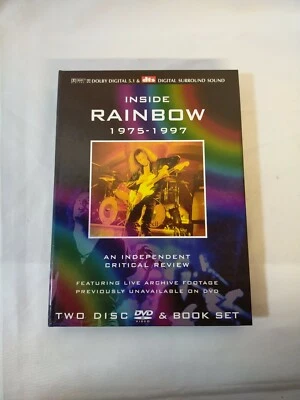 DOLBY DIGITAL 5.1 & dts DIGITAL SURROUND SOUND
INSIDE
RAINBOW
1975-1997
AN INDEPENDENT
CRITICAL REVIEW
FEATURING LIVE ARCHIVE FOOTAGE
PREVIOUSLY UNAVAILABLE ON DVD
TWO DISC DVD VIDEO & BOOK SET